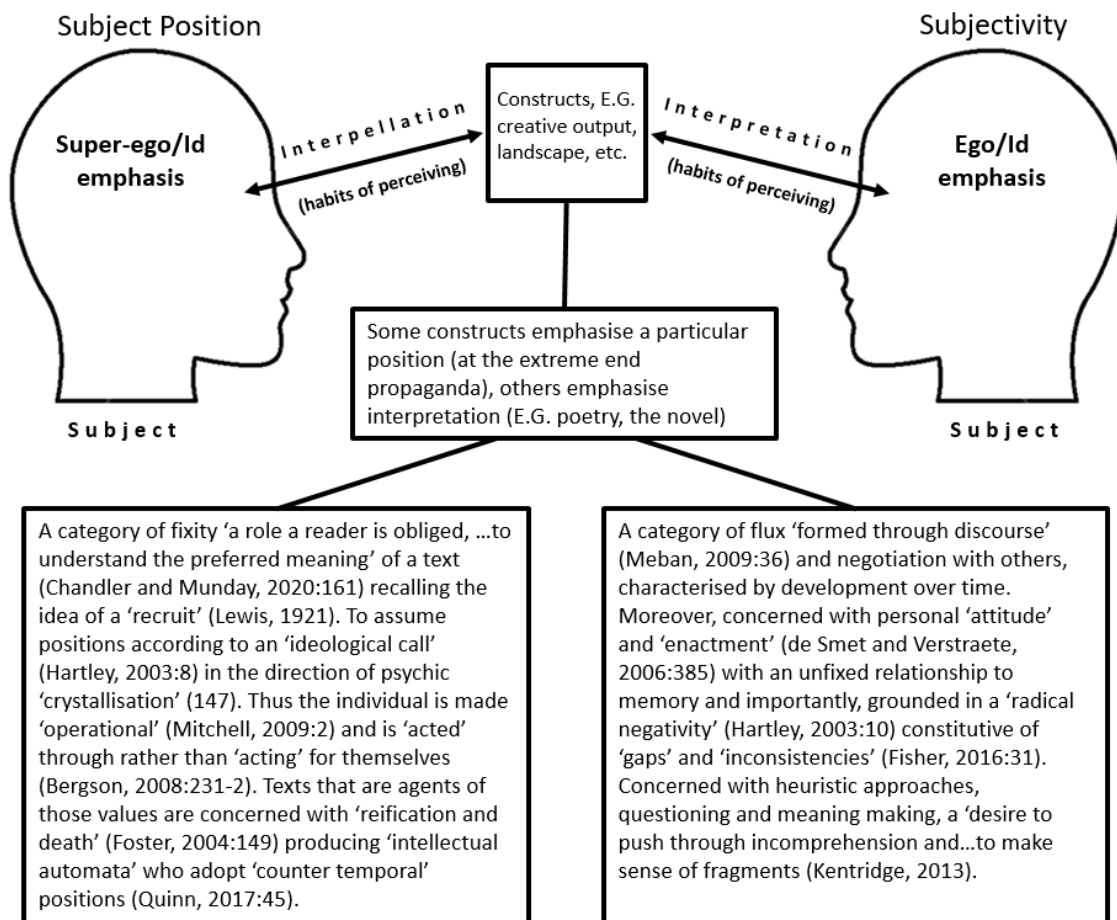 Subject Position
Subjectivity
Super-ego/Id
emphasis
Interpellation
(habits of perceiving)
Constructs, E.G.
creative output,
landscape, etc.
Interpretation
(habits of perceiving)
Ego/Id
emphasis
Subject
Subject
Some constructs emphasise a particular
position (at the extreme end
propaganda), others emphasise
interpretation (E.G. poetry, the novel)
A category of fixity ‘a role a reader is obliged, …to
understand the preferred meaning’ of a text
(Chandler and Munday, 2020:161) recalling the
idea of a ‘recruit’ (Lewis, 1921). To assume
positions according to an ‘ideological call’
(Hartley, 2003:8) in the direction of psychic
‘crystallisation’ (147). Thus the individual is made
‘operational’ (Mitchell, 2009:2) and is ‘acted’
through rather than ‘acting’ for themselves
(Bergson, 2008:231-2). Texts that are agents of
those values are concerned with ‘reification and
death’ (Foster, 2004:149) producing ‘intellectual
automata’ who adopt ‘counter temporal’
positions (Quinn, 2017:45).
A category of flux ‘formed through discourse’
(Meban, 2009:36) and negotiation with others,
characterised by development over time.
Moreover, concerned with personal ‘attitude’
and ‘enactment’ (de Smet and Verstraete,
2006:385) with an unfixed relationship to
memory and importantly, grounded in a ‘radical
negativity’ (Hartley, 2003:10) constitutive of
‘gaps’ and ‘inconsistencies’ (Fisher, 2016:31).
Concerned with heuristic approaches,
questioning and meaning making, a ‘desire to
push through incomprehension and…to make
sense of fragments (Kentridge, 2013).